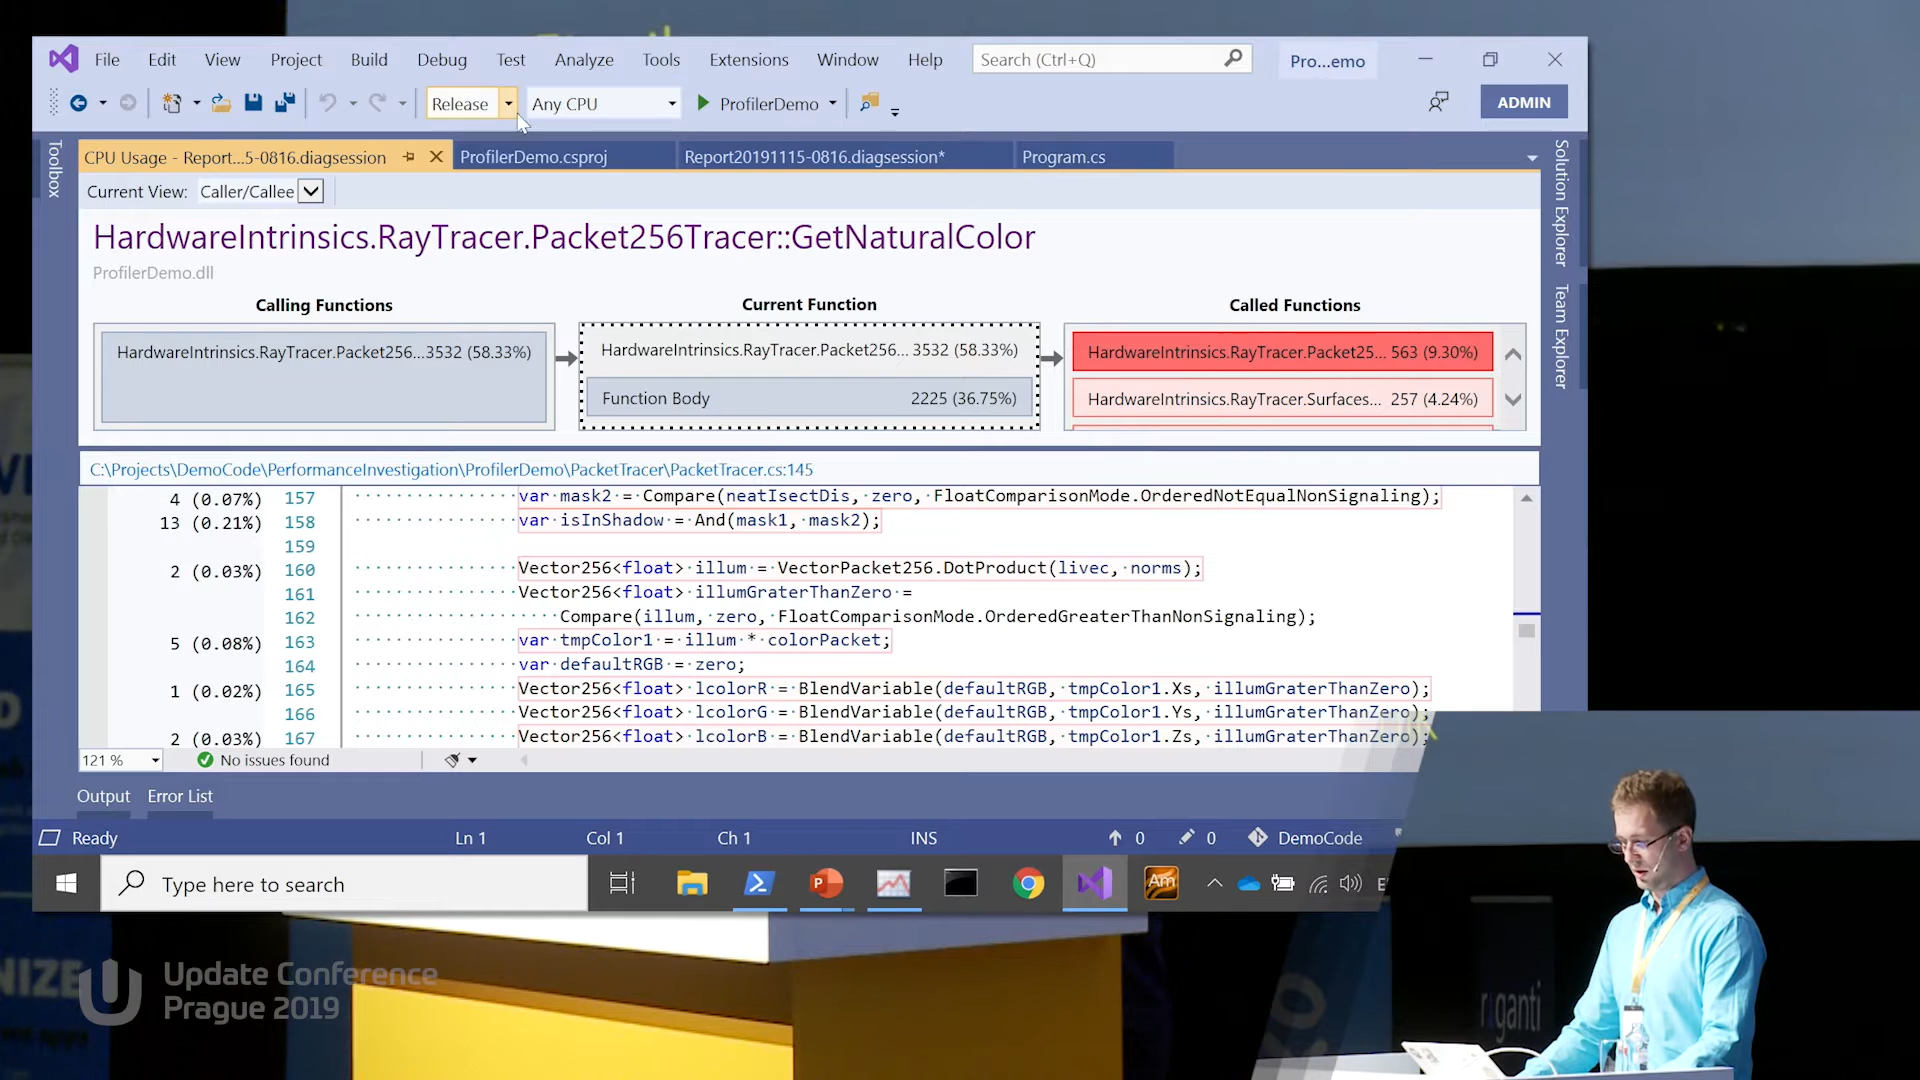 File Edit View Project Build Debug Test Analyze Tools Extensions Window Help Search (Ctrl+Q) Pro...emo
Release Any CPU ProfilerDemo ADMIN
CPU Usage - Report...5-0816.diagsession ProfilerDemo.csproj Report20191115-0816.diagsession* Program.cs
Toolbox
Solution Explorer
Team Explorer
Current View: Caller/Callee
HardwareIntrinsics.RayTracer.Packet256Tracer::GetNaturalColor
ProfilerDemo.dll
Calling Functions Current Function Called Functions
HardwareIntrinsics.RayTracer.Packet256...3532 (58.33%)
HardwareIntrinsics.RayTracer.Packet256... 3532 (58.33%)
Function Body 2225 (36.75%)
HardwareIntrinsics.RayTracer.Packet25... 563 (9.30%)
HardwareIntrinsics.RayTracer.Surfaces... 257 (4.24%)
C:\Projects\DemoCode\PerformanceInvestigation\ProfilerDemo\PacketTracer\PacketTracer.cs:145
4 (0.07%) 157 var mask2 = Compare(neatIsectDis, zero, FloatComparisonMode.OrderedNotEqualNonSignaling);
13 (0.21%) 158 var isInShadow = And(mask1, mask2);
159
2 (0.03%) 160 Vector256<float> illum = VectorPacket256.DotProduct(livec, norms);
161 Vector256<float> illumGreaterThanZero =
162 Compare(illum, zero, FloatComparisonMode.OrderedGreaterThanNonSignaling);
5 (0.08%) 163 var tmpColor1 = illum * colorPacket;
164 var defaultRGB = zero;
1 (0.02%) 165 Vector256<float> lcolorR = BlendVariable(defaultRGB, tmpColor1.Xs, illumGraterThanZero);
166 Vector256<float> lcolorG = BlendVariable(defaultRGB, tmpColor1.Ys, illumGraterThanZero);
2 (0.03%) 167 Vector256<float> lcolorB = BlendVariable(defaultRGB, tmpColor1.Zs, illumGraterThanZero);
121 % No issues found
Output Error List
Ready Ln 1 Col 1 Ch 1 INS 0 0 DemoCode
Type here to search
Am
Update Conference
Prague 2019
riganti